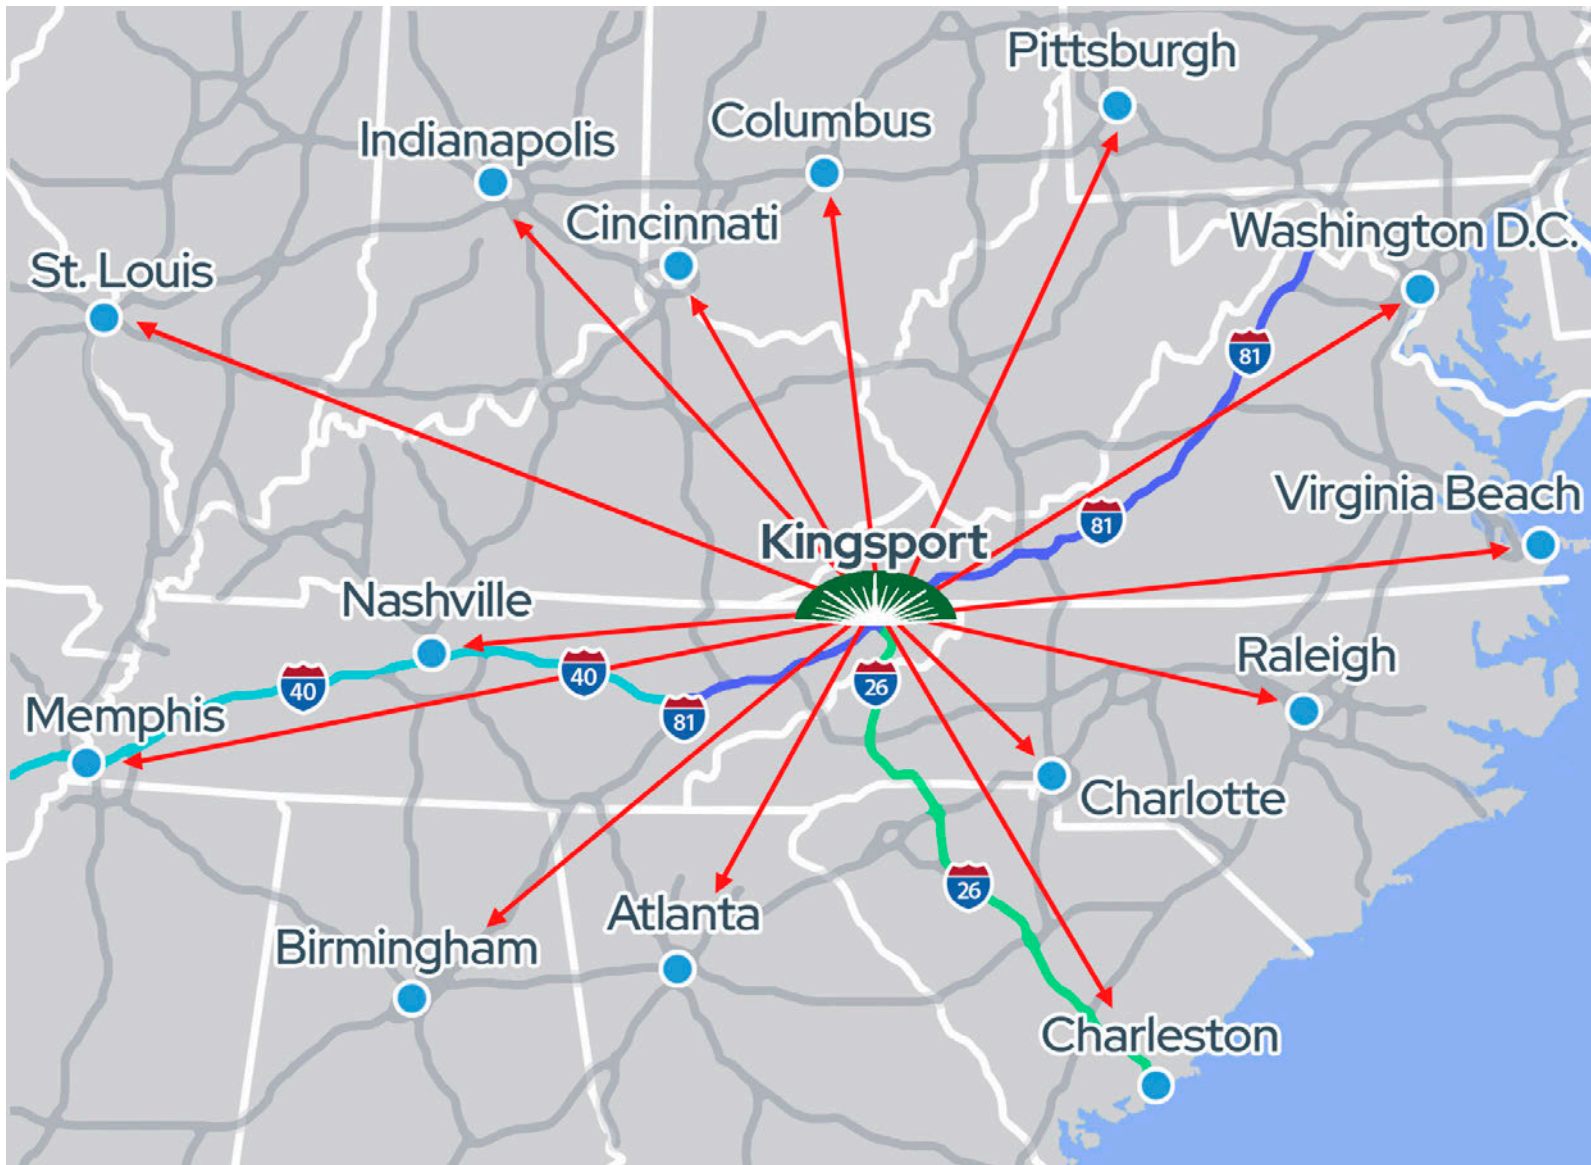 Pittsburgh
Columbus
Indianapolis
Cincinnati
Washington D.C.
St. Louis
81
Virginia Beach
81
Kingsport
Nashville
Raleigh
40
40
26
Memphis
81
Charlotte
26
Atlanta
Birmingham
Charleston